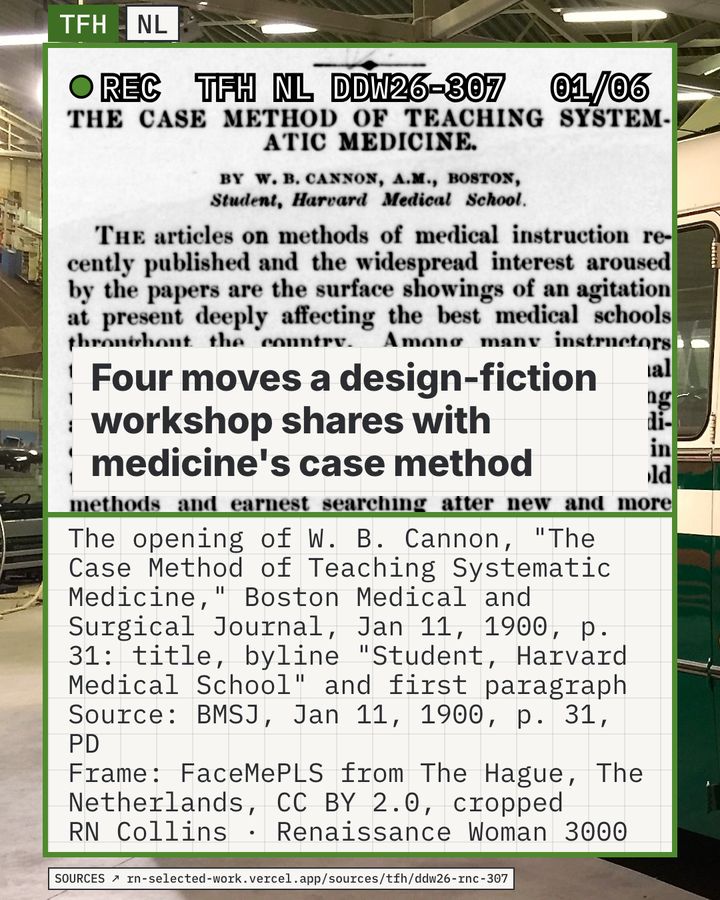 TFH NL
REC TFH NL DDW26-307 01/06
THE CASE METHOD OF TEACHING SYSTEM-
ATIC MEDICINE.
BY W. B. CANNON, A.M., BOSTON,
Student, Harvard Medical School.
THE articles on methods of medical instruction re-
cently published and the widespread interest aroused
by the papers are the surface showings of an agitation
at present deeply affecting the best medical schools
throughout the country. Among many instructors
Four moves a design-fiction
workshop shares with
medicine's case method
methods and earnest searching after new and more
The opening of W. B. Cannon, "The
Case Method of Teaching Systematic
Medicine," Boston Medical and
Surgical Journal, Jan 11, 1900, p.
31: title, byline "Student, Harvard
Medical School" and first paragraph
Source: BMSJ, Jan 11, 1900, p. 31,
PD
Frame: FaceMePLS from The Hague, The
Netherlands, CC BY 2.0, cropped
RN Collins · Renaissance Woman 3000
SOURCES ↗ rn-selected-work.vercel.app/sources/tfh/ddw26-rnc-307